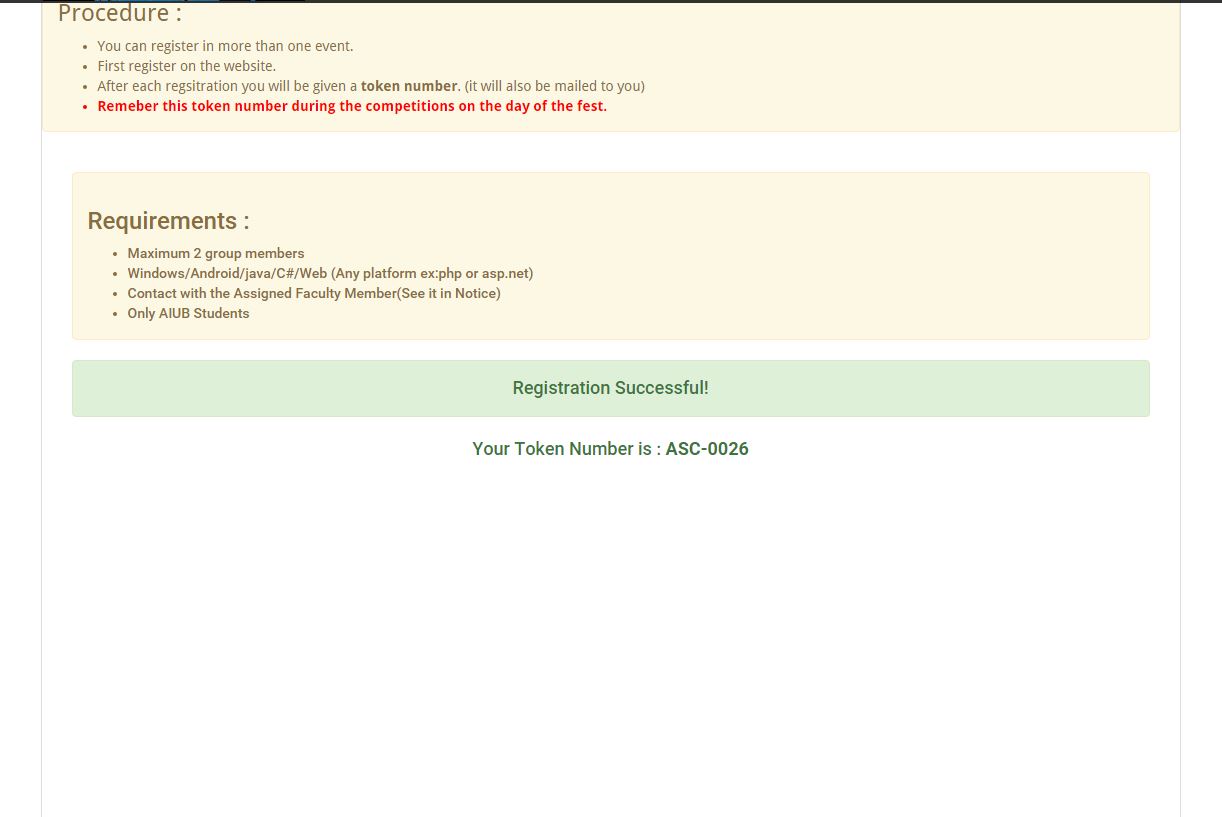 Procedure :
You can register in more than one event.
First register on the website.
After each regsitration you will be given a token number. (it will also be mailed to you)
Remeber this token number during the competitions on the day of the fest.
Requirements :
Maximum 2 group members
Windows/Android/java/C#/Web (Any platform ex:php or asp.net)
Contact with the Assigned Faculty Member(See it in Notice)
Only AIUB Students
Registration Successful!
Your Token Number is : ASC-0026